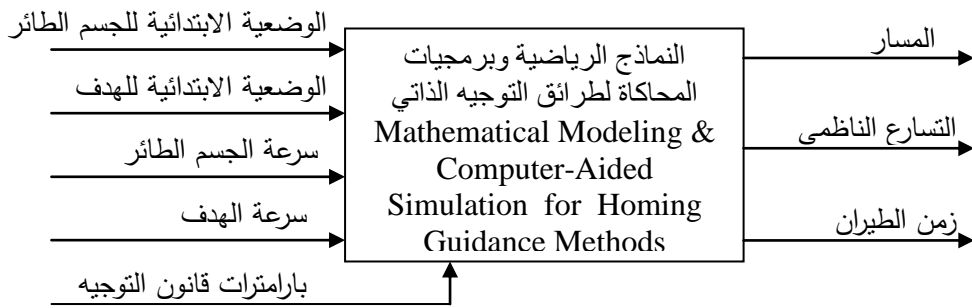 الوضعية الابتدائية للجسم الطائر
الوضعية الابتدائية للهدف
سرعة الجسم الطائر
سرعة الهدف
بارامترات قانون التوجيه
النماذج الرياضية وبرمجيات
المحاكاة لطرائق التوجيه الذاتي
Mathematical Modeling &
Computer-Aided
Simulation for Homing
Guidance Methods
المسار
التسارع الناظمي
زمن الطيران